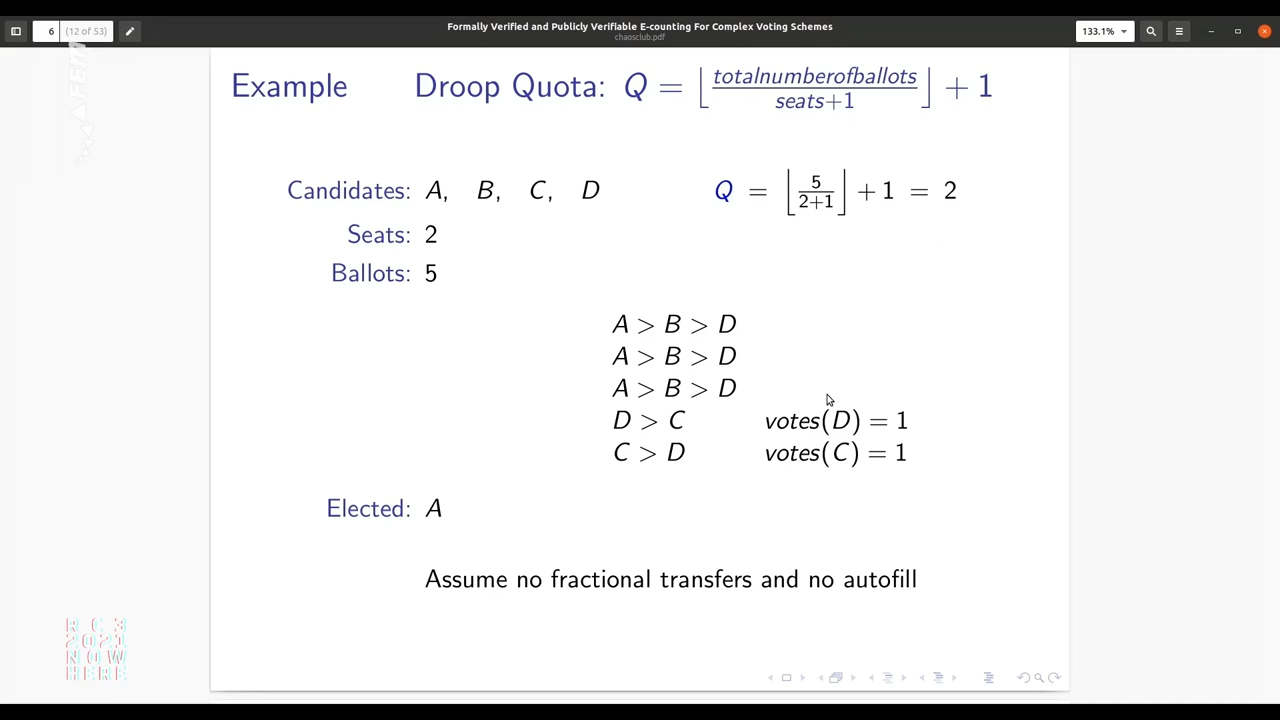 Formally Verified and Publicly Verifiable E-counting For Complex Voting Schemes
chaosclub.pdf
6 (12 of 53)
133.1%
Example Droop Quota: Q = ⌊totalnumberofballots / seats+1⌋ + 1
Candidates: A, B, C, D Q = ⌊5 / 2+1⌋ + 1 = 2
Seats: 2
Ballots: 5
A > B > D
A > B > D
A > B > D
D > C votes(D) = 1
C > D votes(C) = 1
Elected: A
Assume no fractional transfers and no autofill
R C 3
2021
N O W
H E R E